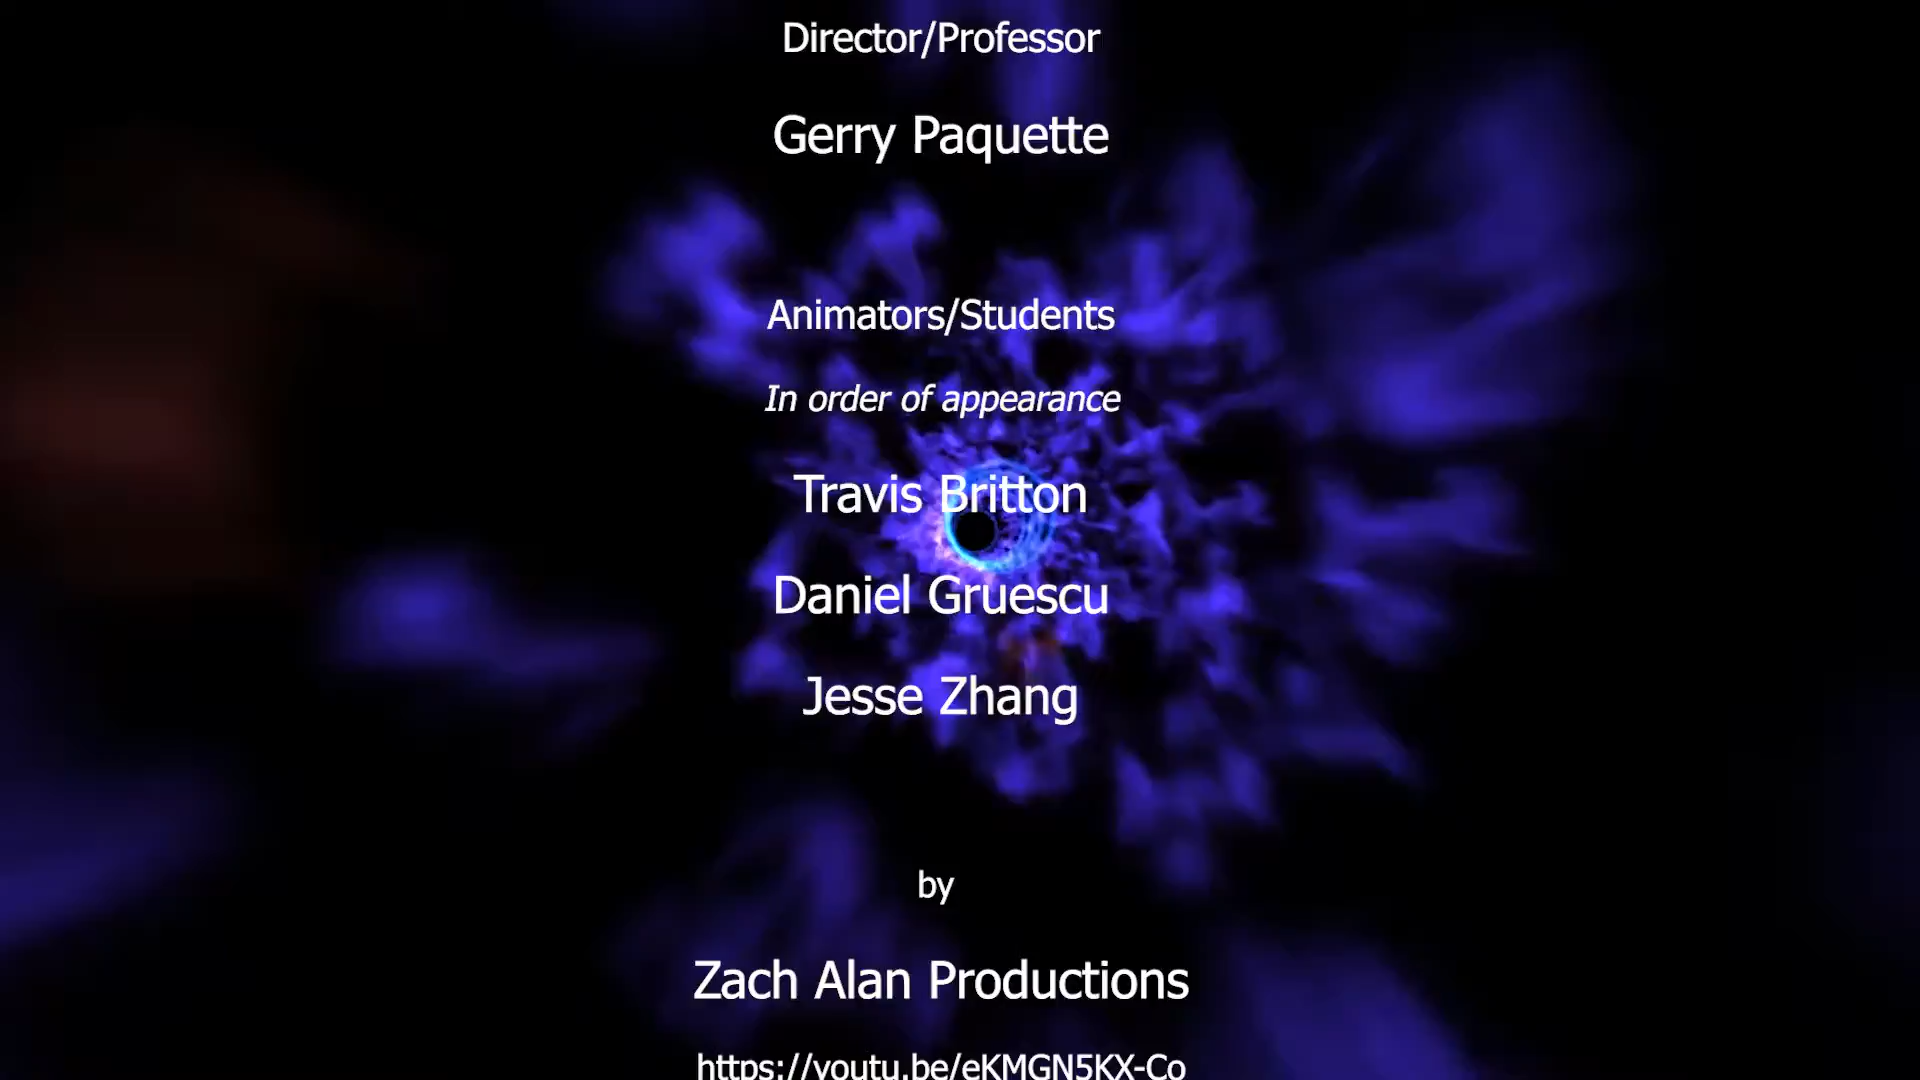 Director/Professor
Gerry Paquette
Animators/Students
In order of appearance
Travis Britton
Daniel Gruescu
Jesse Zhang
by
Zach Alan Productions
https://youtu.be/eKMGN5KX-Co